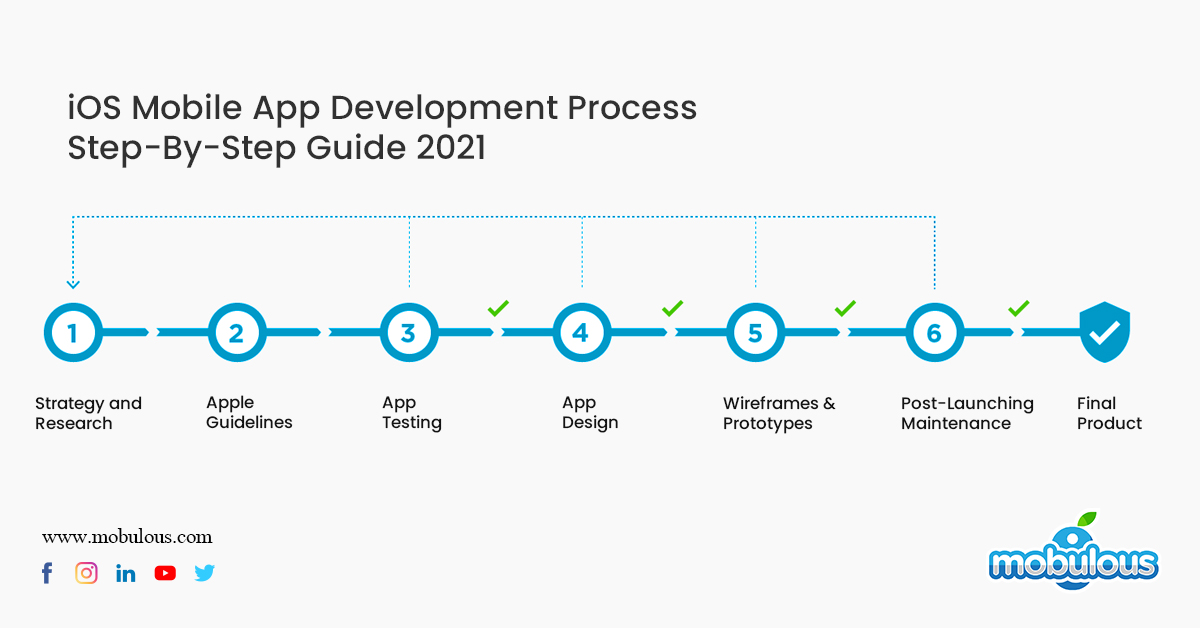 iOS Mobile App Development Process
Step-By-Step Guide 2021
1
2
3
4
5
6
Strategy and
Research
Apple
Guidelines
App
Testing
App
Design
Wireframes &
Prototypes
Post-Launching
Maintenance
Final
Product
www.mobulous.com
f
in
mobulous